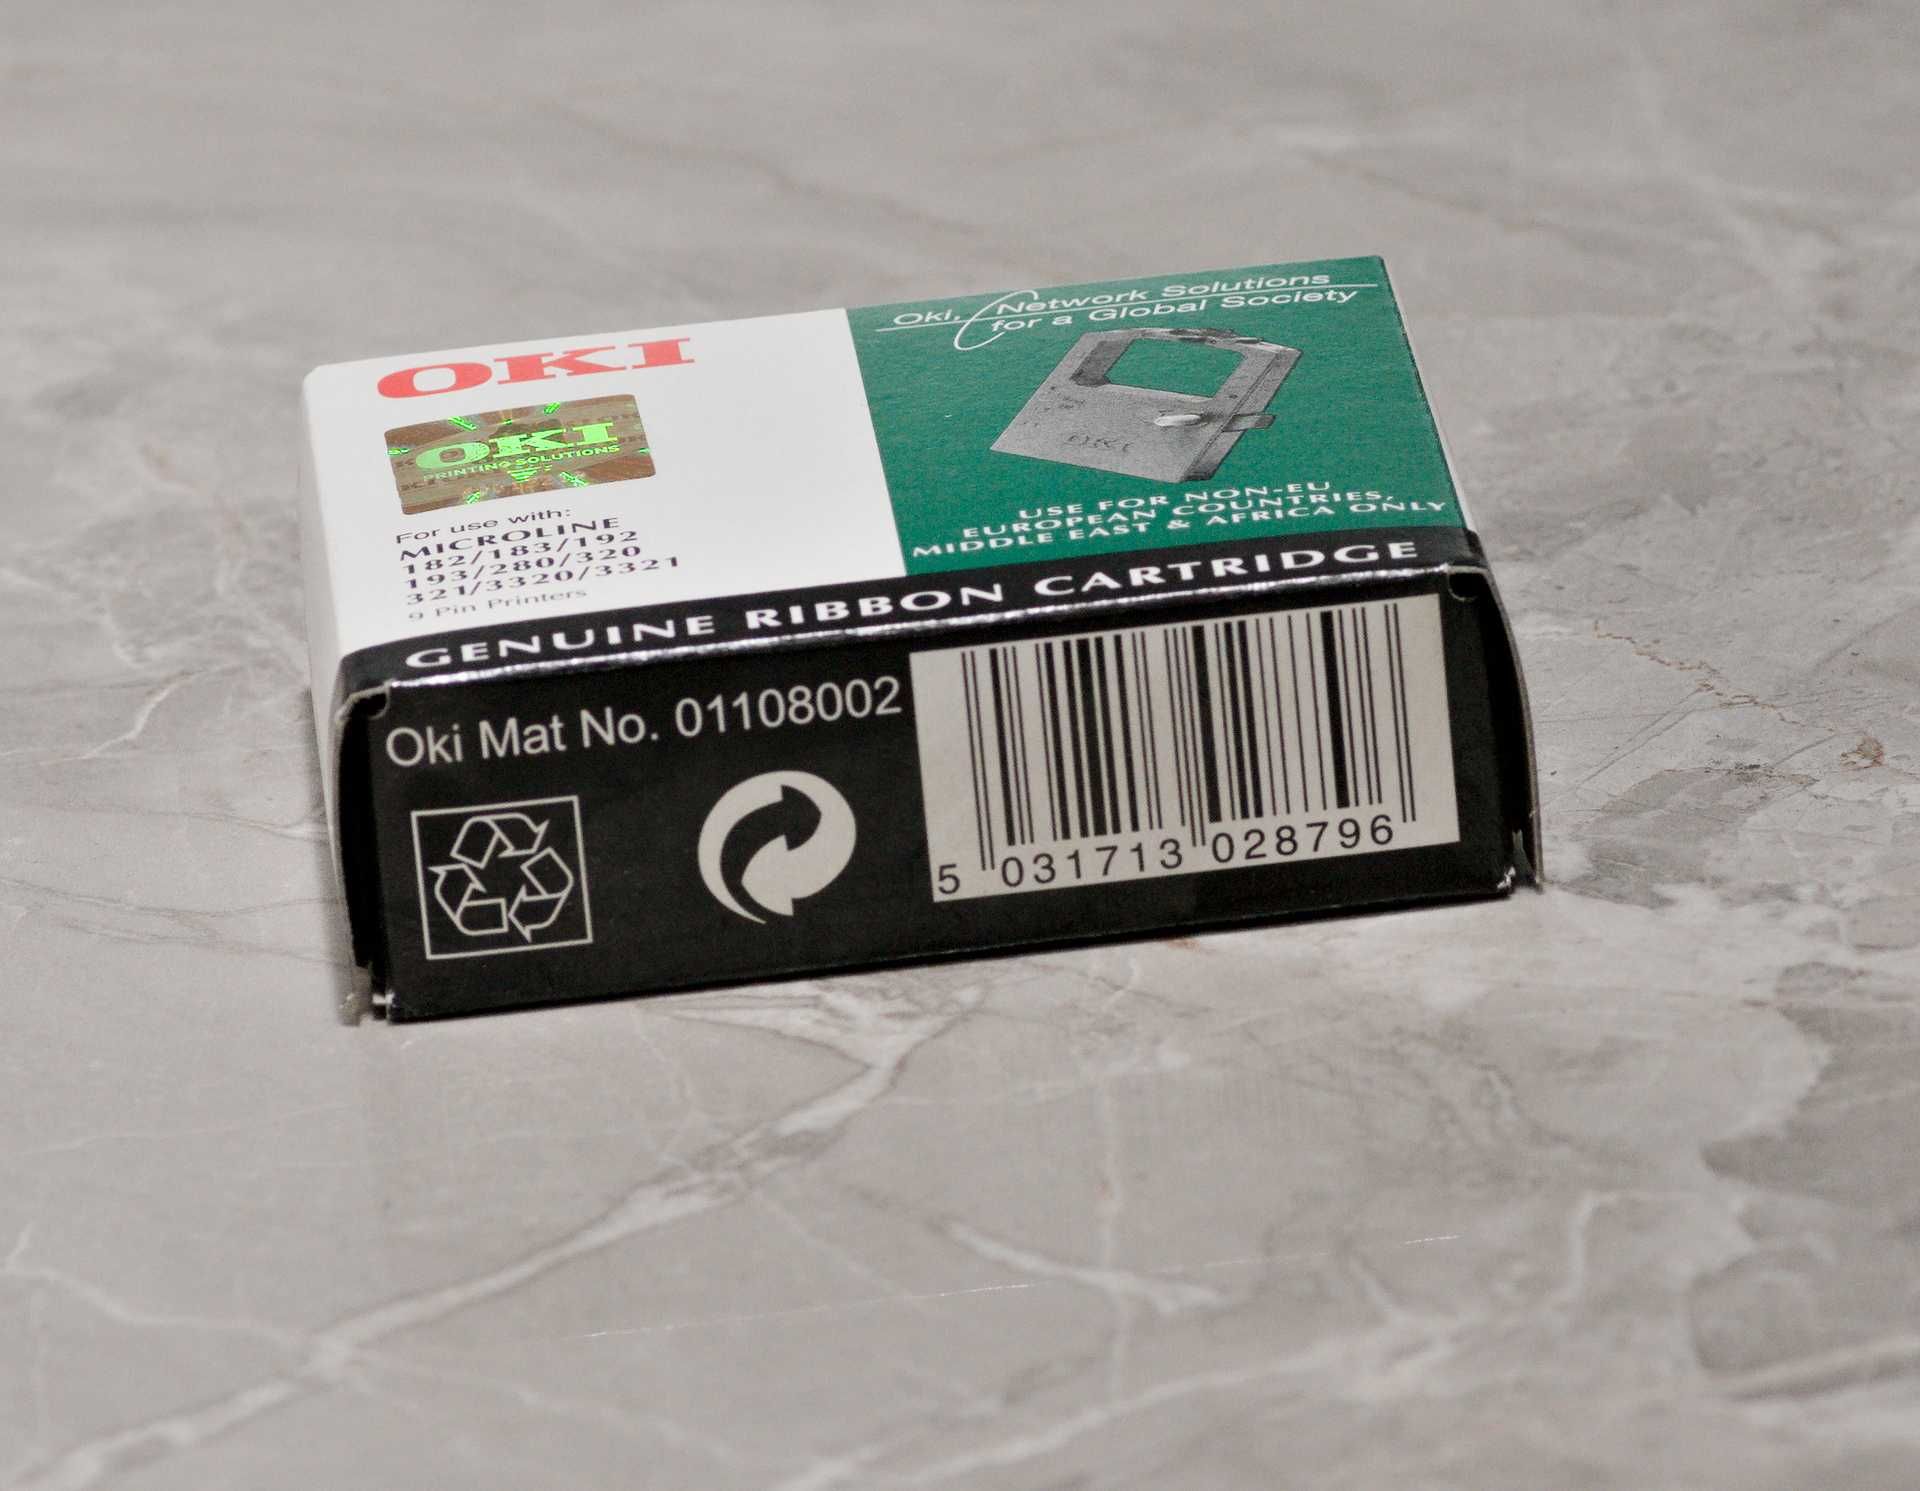 OKI
OKI
PRINTING SOLUTIONS
For use with:
MICROLINE
182/183/192
193/280/320
321/3320/3321
9 Pin Printers
Oki, Network Solutions
for a Global Society
OKI
USE FOR NON-EU
EUROPEAN COUNTRIES,
MIDDLE EAST & AFRICA ONLY
GENUINE RIBBON CARTRIDGE
Oki Mat No. 01108002
5 031713 028796